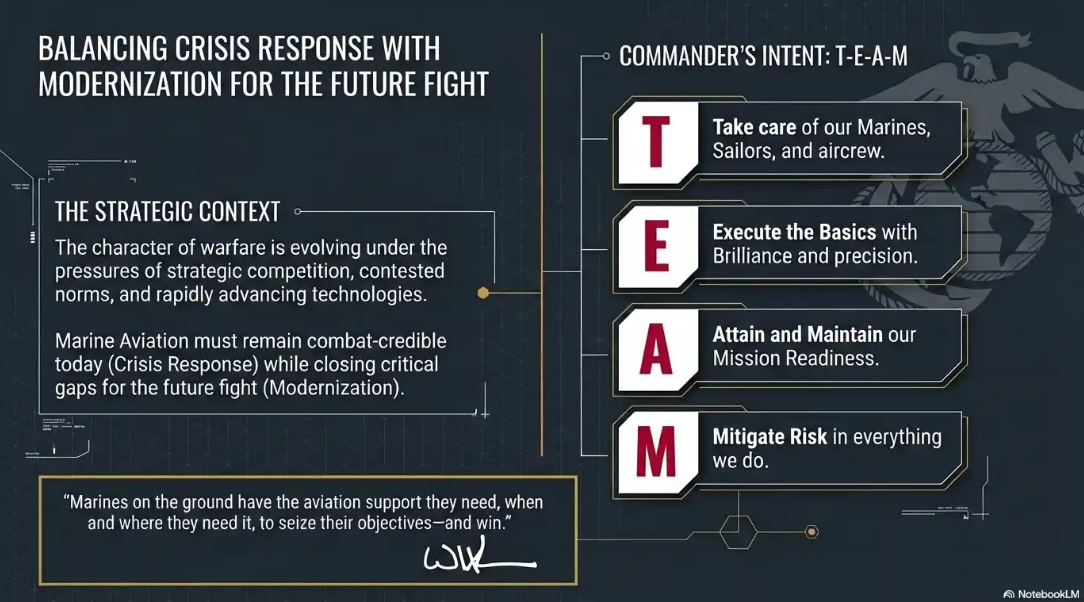 BALANCING CRISIS RESPONSE WITH
MODERNIZATION FOR THE FUTURE FIGHT
THE STRATEGIC CONTEXT
The character of warfare is evolving under the
pressures of strategic competition, contested
norms, and rapidly advancing technologies.
Marine Aviation must remain combat-credible
today (Crisis Response) while closing critical
gaps for the future fight (Modernization).
“Marines on the ground have the aviation support they need, when
and where they need it, to seize their objectives—and win.”
COMMANDER’S INTENT: T-E-A-M
T
Take care of our Marines,
Sailors, and aircrew.
E
Execute the Basics with
Brilliance and precision.
A
Attain and Maintain our
Mission Readiness.
M
Mitigate Risk in everything
we do.
NotebookLM